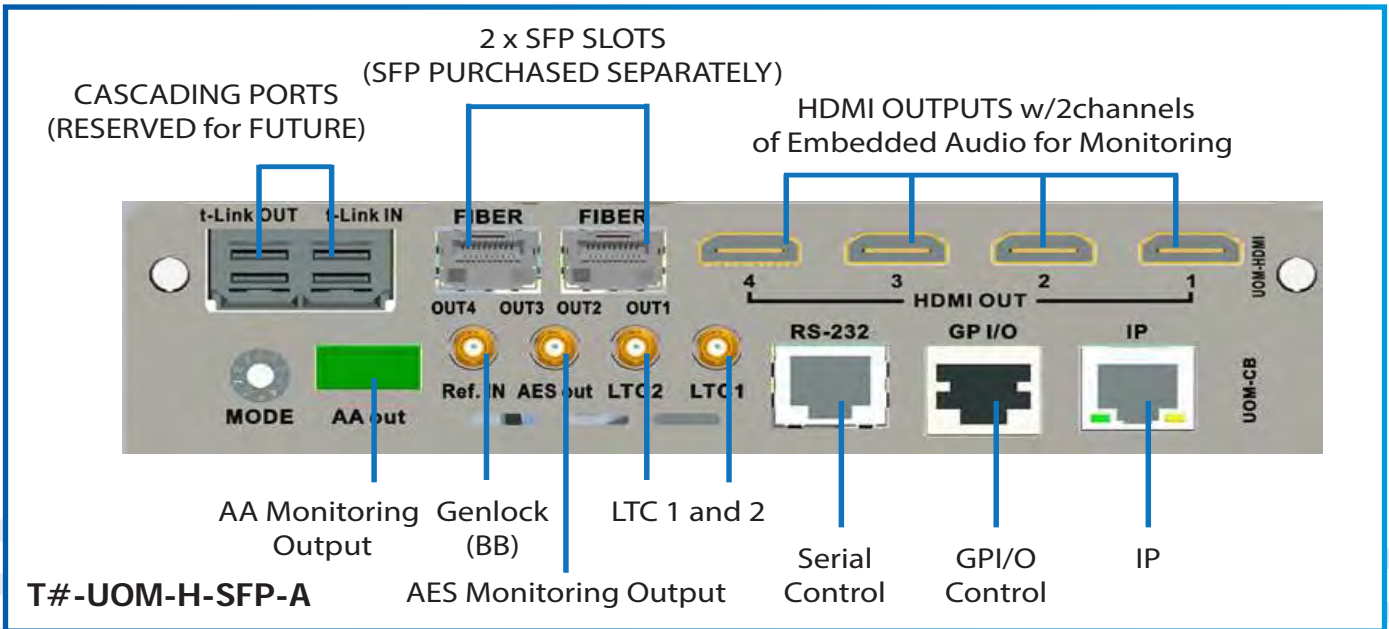 2 x SFP SLOTS
(SFP PURCHASED SEPARATELY)
CASCADING PORTS
(RESERVED for FUTURE)
HDMI OUTPUTS w/2channels
of Embedded Audio for Monitoring
t-Link OUT t-Link IN FIBER FIBER
4 3 2 1
HDMI OUT
UOM-HDMI
OUT4 OUT3 OUT2 OUT1
RS-232 GP I/O IP
Ref. IN AES out LTC2 LTC1
MODE AA out
UOM-CB
AA Monitoring
Output
Genlock
(BB)
LTC 1 and 2
AES Monitoring Output
Serial
Control
GPI/O
Control
IP
T#-UOM-H-SFP-A